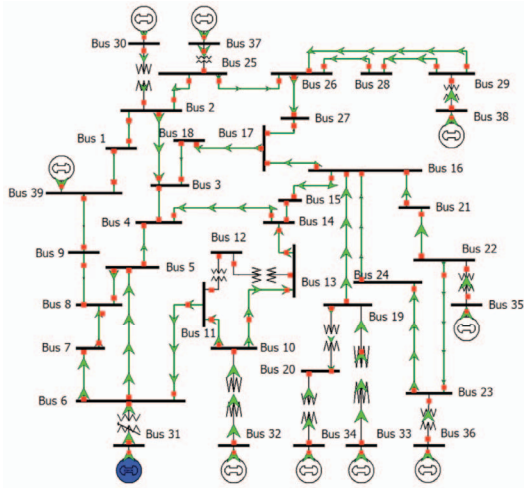 Bus 30
Bus 37
Bus 25
Bus 2
Bus 26
Bus 28
Bus 29
Bus 38
Bus 27
Bus 18
Bus 17
Bus 1
Bus 16
Bus 39
Bus 3
Bus 15
Bus 21
Bus 4
Bus 14
Bus 12
Bus 22
Bus 9
Bus 5
Bus 13
Bus 24
Bus 8
Bus 35
Bus 11
Bus 19
Bus 7
Bus 10
Bus 20
Bus 6
Bus 23
Bus 31
Bus 32
Bus 34
Bus 33
Bus 36